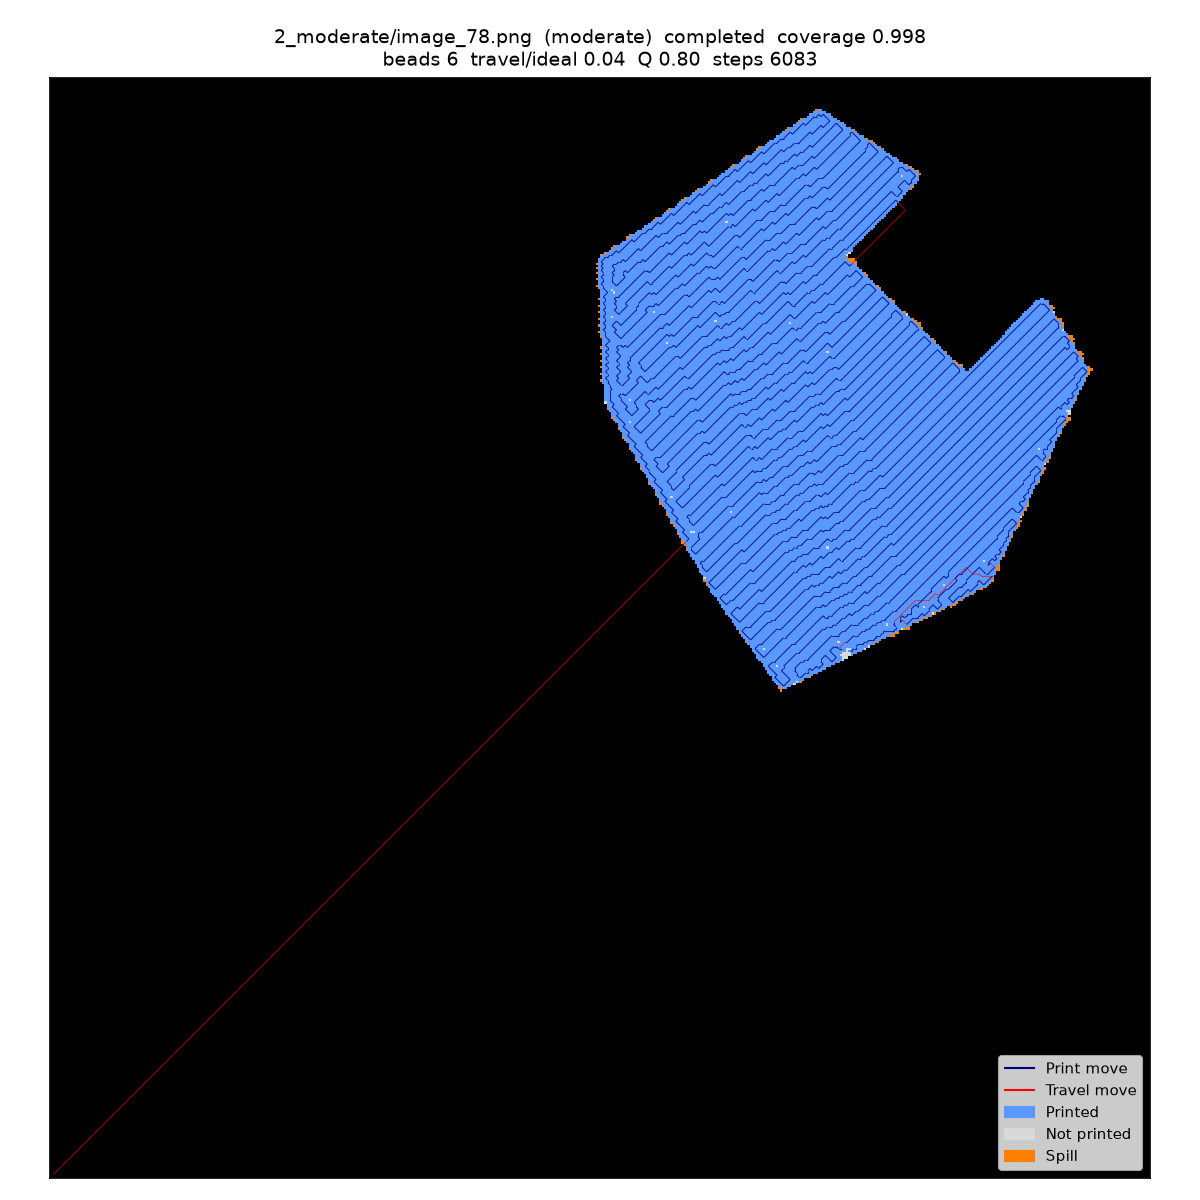 2_moderate/image_78.png  (moderate)  completed  coverage 0.998
beads 6  travel/ideal 0.04  Q 0.80  steps 6083
Print move
Travel move
Printed
Not printed
Spill